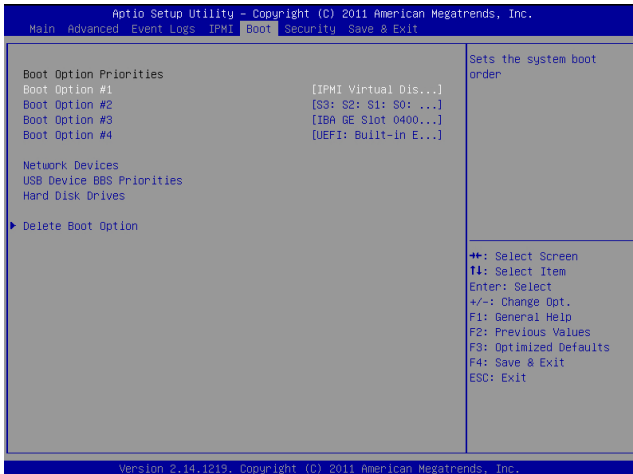 Aptio Setup Utility – Copyright (C) 2011 American Megatrends, Inc.
Main Advanced Event Logs IPMI Boot Security Save & Exit
Boot Option Priorities
Boot Option #1 [IPMI Virtual Dis...]
Boot Option #2 [S3: S2: S1: S0: ...]
Boot Option #3 [IBA GE Slot 0400...]
Boot Option #4 [UEFI: Built-in E...]
Network Devices
USB Device BBS Priorities
Hard Disk Drives
Delete Boot Option
Sets the system boot
order
→←: Select Screen
↑↓: Select Item
Enter: Select
+/-: Change Opt.
F1: General Help
F2: Previous Values
F3: Optimized Defaults
F4: Save & Exit
ESC: Exit
Version 2.14.1219. Copyright (C) 2011 American Megatrends, Inc.